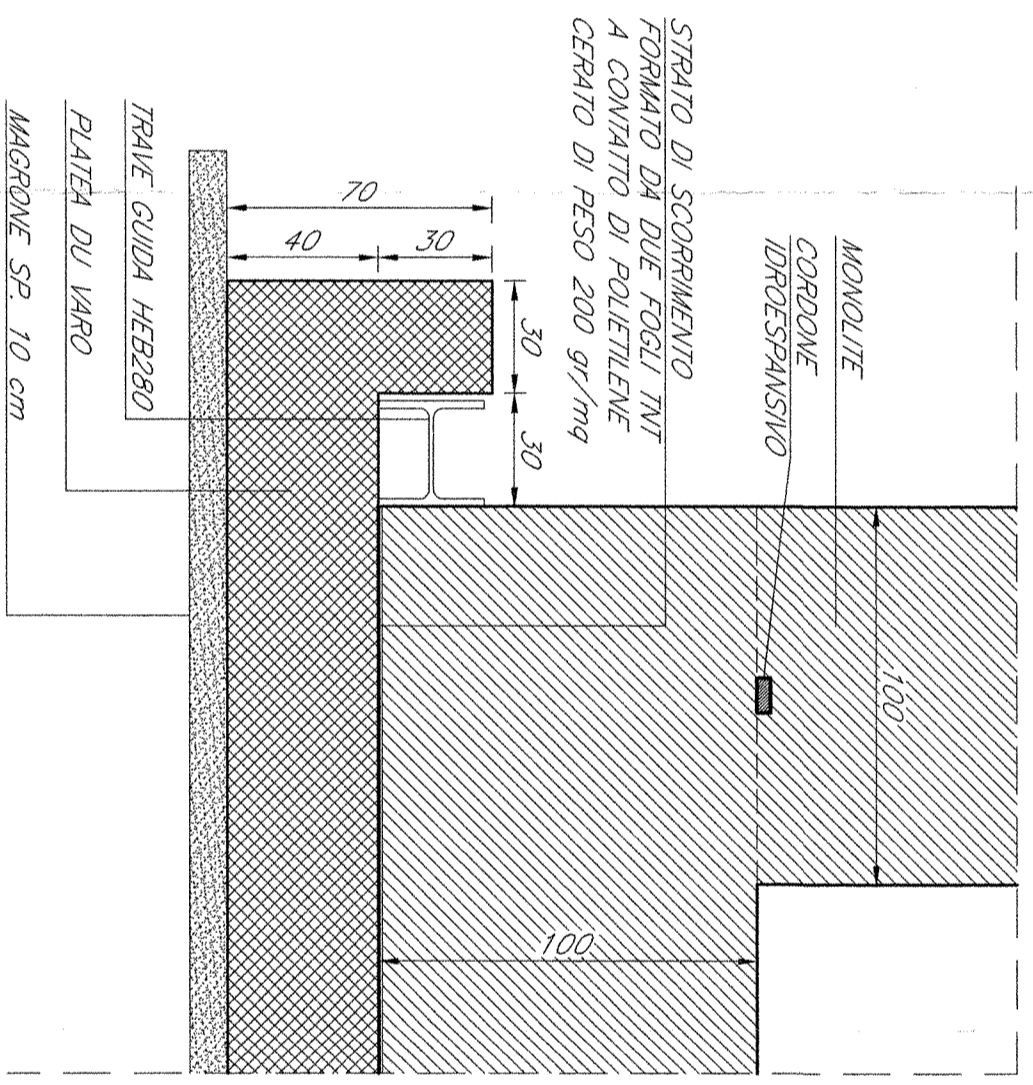 MONOLITE
CORDONE
IDROESPANSIVO
STRATO DI SCORRIMENTO
FORMATO DA DUE FOGLI TNT
A CONTATTO DI POLIETILENE
CERATO DI PESO 200 gr/mq
100
100
70
40
30
30
30
TRAVE GUIDA HEB280
PLATEA DU VARO
MAGRONE SP. 10 cm